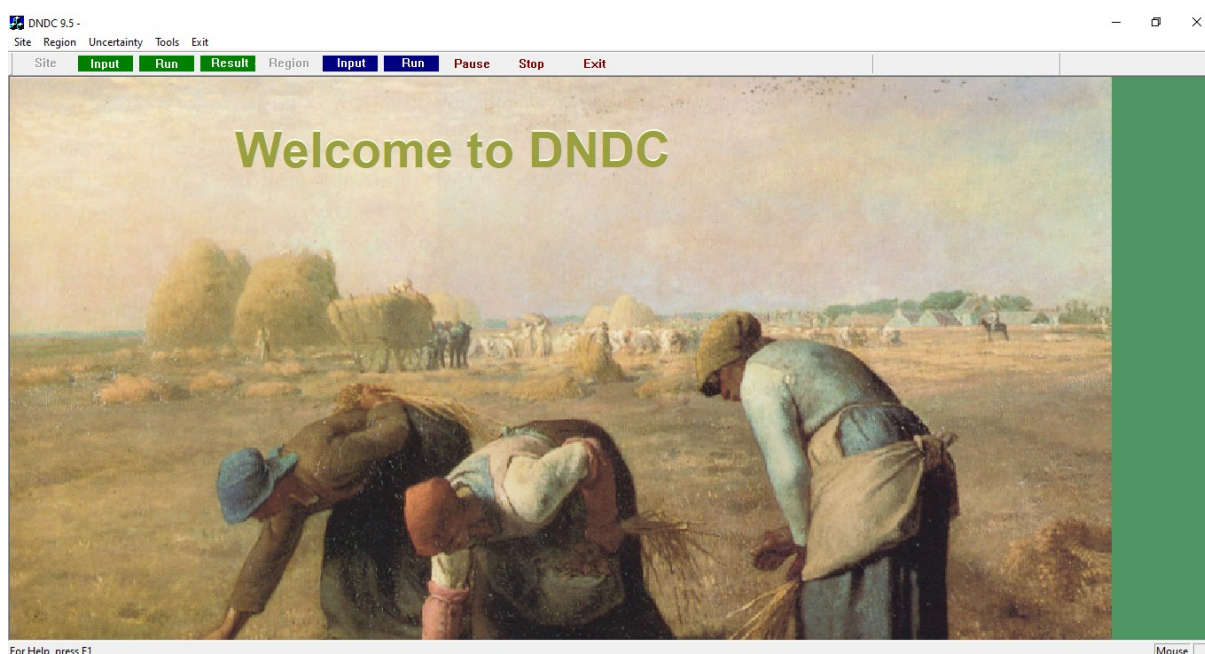 DNDC 9.5 -
Site Region Uncertainty Tools Exit
Site Input Run Result Region Input Run Pause Stop Exit
Welcome to DNDC
For Help, press F1 Mouse